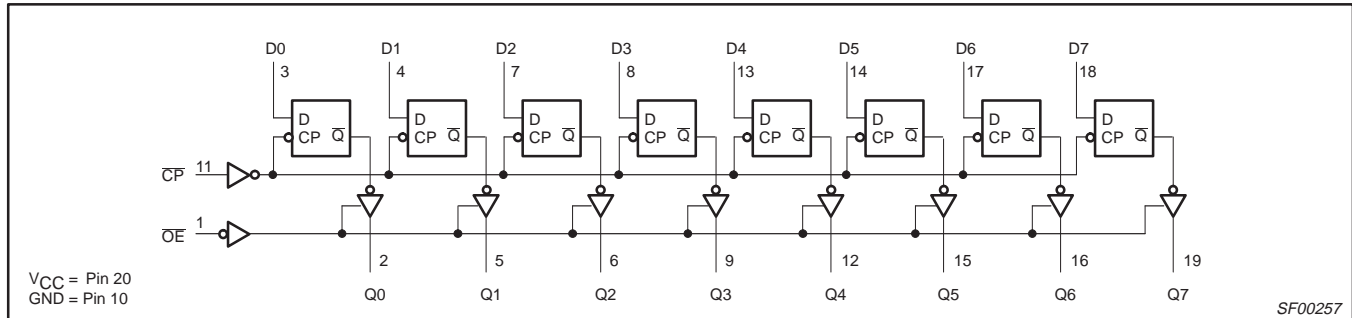 D0 D1 D2 D3 D4 D5 D6 D7
3 4 7 8 13 14 17 18
D D D D D D D D
CP Q̅ CP Q̅ CP Q̅ CP Q̅ CP Q̅ CP Q̅ CP Q̅ CP Q̅
C̅P̅ 11
O̅E̅ 1
2 5 6 9 12 15 16 19
VCC = Pin 20
GND = Pin 10
Q0 Q1 Q2 Q3 Q4 Q5 Q6 Q7
SF00257